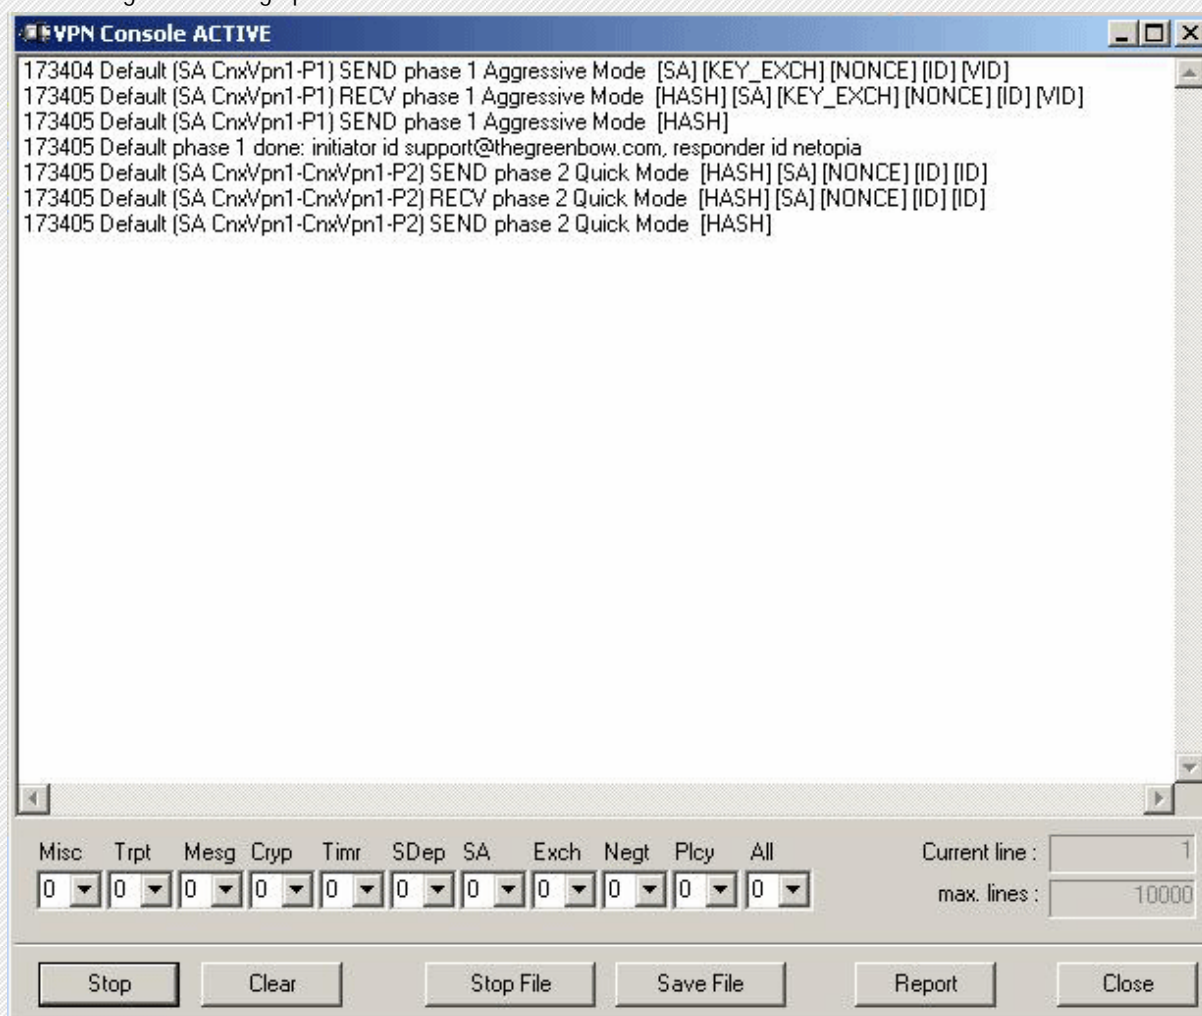 VPN Console ACTIVE
173404 Default (SA CnxVpn1-P1) SEND phase 1 Aggressive Mode [SA] [KEY_EXCH] [NONCE] [ID] [VID]
173405 Default (SA CnxVpn1-P1) RECV phase 1 Aggressive Mode [HASH] [SA] [KEY_EXCH] [NONCE] [ID] [VID]
173405 Default (SA CnxVpn1-P1) SEND phase 1 Aggressive Mode [HASH]
173405 Default phase 1 done: initiator id support@thegreenbow.com, responder id netopia
173405 Default (SA CnxVpn1-CnxVpn1-P2) SEND phase 2 Quick Mode [HASH] [SA] [NONCE] [ID] [ID]
173405 Default (SA CnxVpn1-CnxVpn1-P2) RECV phase 2 Quick Mode [HASH] [SA] [NONCE] [ID] [ID]
173405 Default (SA CnxVpn1-CnxVpn1-P2) SEND phase 2 Quick Mode [HASH]
Misc Trpt Mesg Cryp Timr SDep SA Exch Negt Plcy All
0 0 0 0 0 0 0 0 0 0 0
Current line : 1
max. lines : 10000
Stop Clear Stop File Save File Report Close